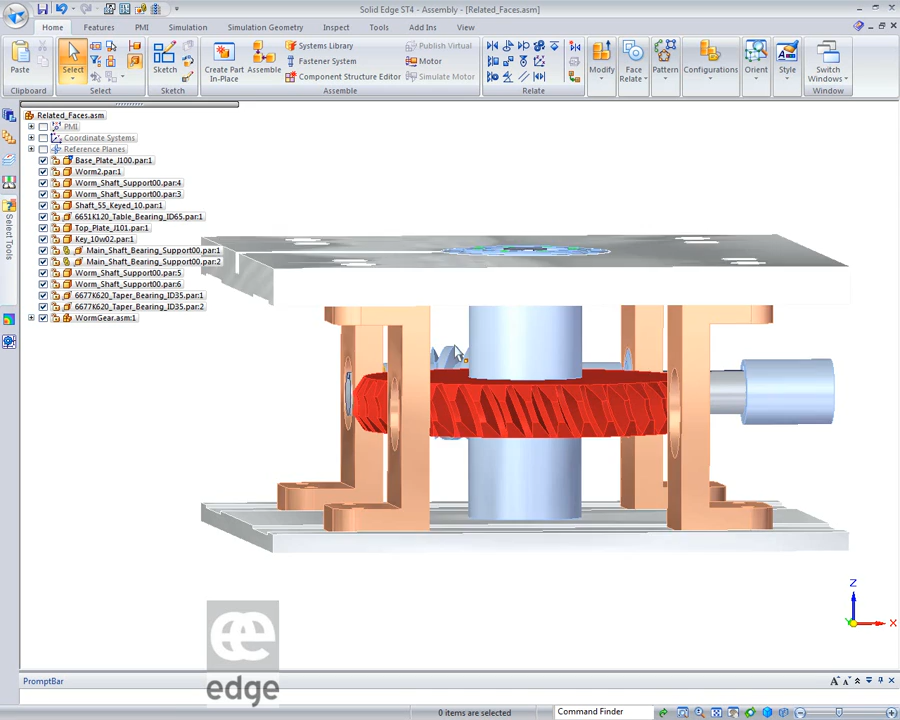 Solid Edge ST4 - Assembly - [Related_Faces.asm]
Home Features PMI Simulation Simulation Geometry Inspect Tools Add Ins View
Paste Select Sketch Create Part In-Place Assemble Systems Library Publish Virtual
Fastener System Motor
Component Structure Editor Simulate Motor
Modify Face Relate Pattern Configurations Orient Style Switch Windows
Clipboard Select Sketch Assemble Relate Window
Related_Faces.asm
PMI
Coordinate Systems
Reference Planes
Base_Plate_J100.par:1
Worm2.par:1
Worm_Shaft_Support00.par:4
Worm_Shaft_Support00.par:3
Shaft_55_Keyed_10.par:1
6651K120_Table_Bearing_ID65.par:1
Top_Plate_J101.par:1
Key_10w02.par:1
Main_Shaft_Bearing_Support00.par:1
Main_Shaft_Bearing_Support00.par:2
Worm_Shaft_Support00.par:5
Worm_Shaft_Support00.par:6
6677K620_Taper_Bearing_ID35.par:1
6677K620_Taper_Bearing_ID35.par:2
WormGear.asm:1
Select Tools
Z
X
edge
PromptBar
0 items are selected Command Finder